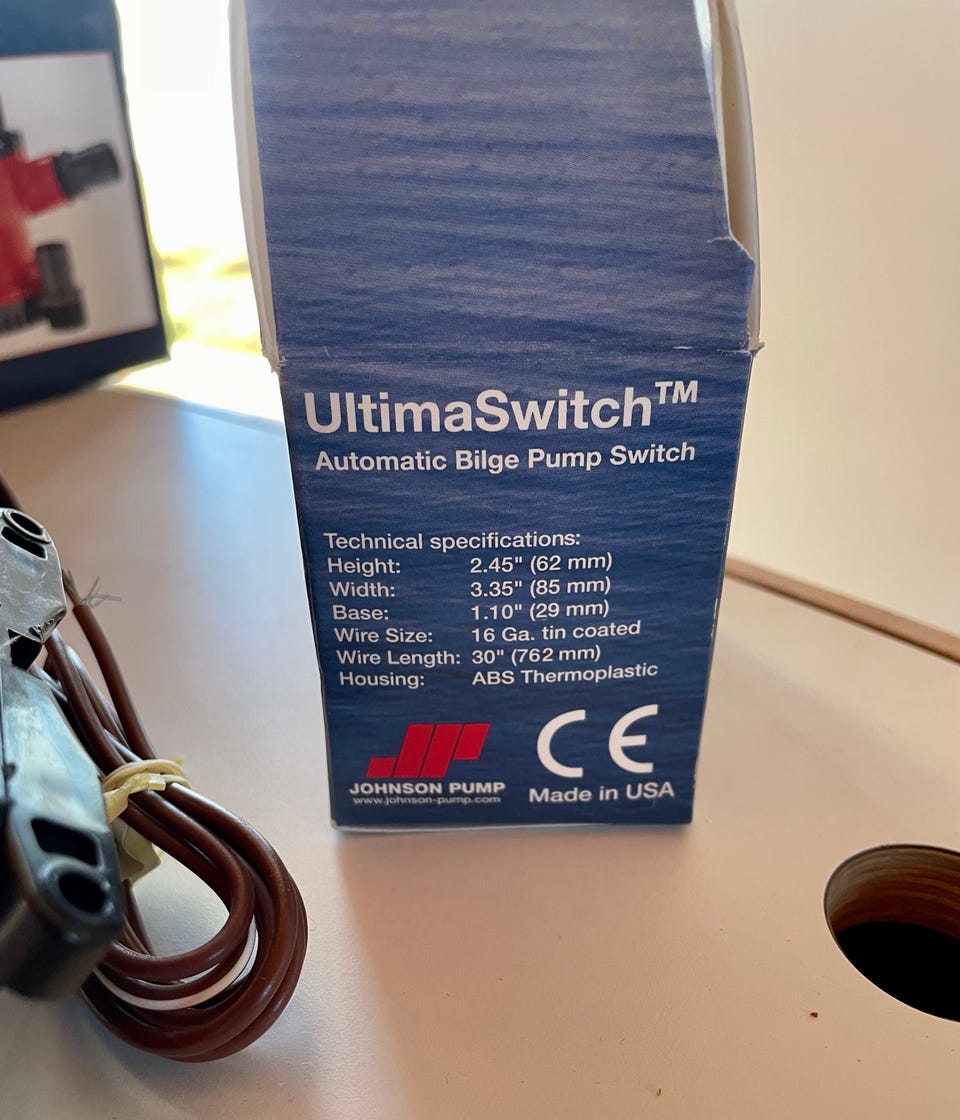 UltimaSwitch™
Automatic Bilge Pump Switch
Technical specifications:
Height: 2.45" (62 mm)
Width: 3.35" (85 mm)
Base: 1.10" (29 mm)
Wire Size: 16 Ga. tin coated
Wire Length: 30" (762 mm)
Housing: ABS Thermoplastic
CE
JOHNSON PUMP
www.johnson-pump.com
Made in USA